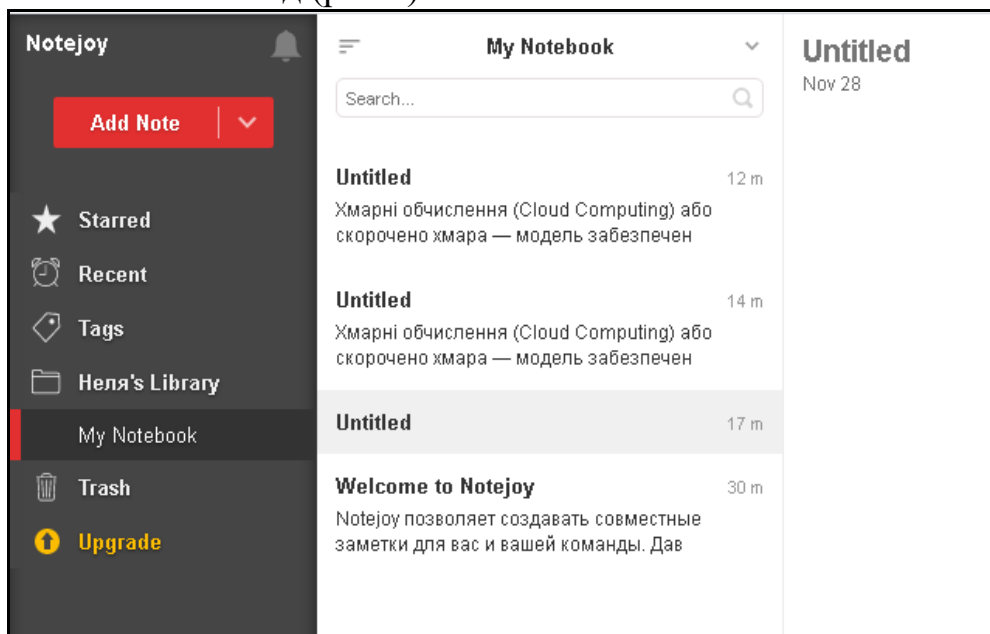 Notejoy
Add Note
Starred
Recent
Tags
Неля's Library
My Notebook
Trash
Upgrade
My Notebook
Search...
Untitled 12 m
Хмарні обчислення (Cloud Computing) або
скорочено хмара — модель забезпечен
Untitled 14 m
Хмарні обчислення (Cloud Computing) або
скорочено хмара — модель забезпечен
Untitled 17 m
Welcome to Notejoy 30 m
Notejoy позволяет создавать совместные
заметки для вас и вашей команды. Дав
Untitled
Nov 28